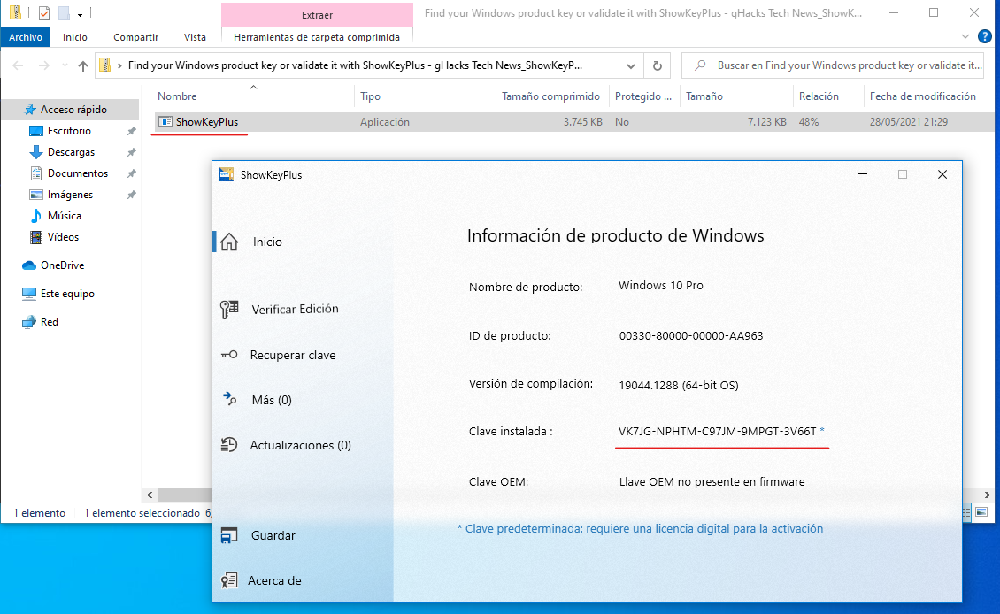 Extraer
Find your Windows product key or validate it with ShowKeyPlus - gHacks Tech News_ShowK...
Archivo
Inicio
Compartir
Vista
Herramientas de carpeta comprimida
Find your Windows product key or validate it with ShowKeyPlus - gHacks Tech News_ShowKeyP...
Buscar en Find your Windows product key or validate it...
Nombre
Tipo
Tamaño comprimido
Protegido ...
Tamaño
Relación
Fecha de modificación
ShowKeyPlus
Aplicación
3.745 KB
No
7.123 KB
48%
28/05/2021 21:29
Acceso rápido
Escritorio
Descargas
Documentos
Imágenes
Música
Vídeos
OneDrive
Este equipo
Red
1 elemento
1 elemento seleccionado
ShowKeyPlus
Inicio
Verificar Edición
Recuperar clave
Más (0)
Actualizaciones (0)
Guardar
Acerca de
Información de producto de Windows
Nombre de producto:
Windows 10 Pro
ID de producto:
00330-80000-00000-AA963
Versión de compilación:
19044.1288 (64-bit OS)
Clave instalada :
VK7JG-NPHTM-C97JM-9MPGT-3V66T *
Clave OEM:
Llave OEM no presente en firmware
* Clave predeterminada: requiere una licencia digital para la activación